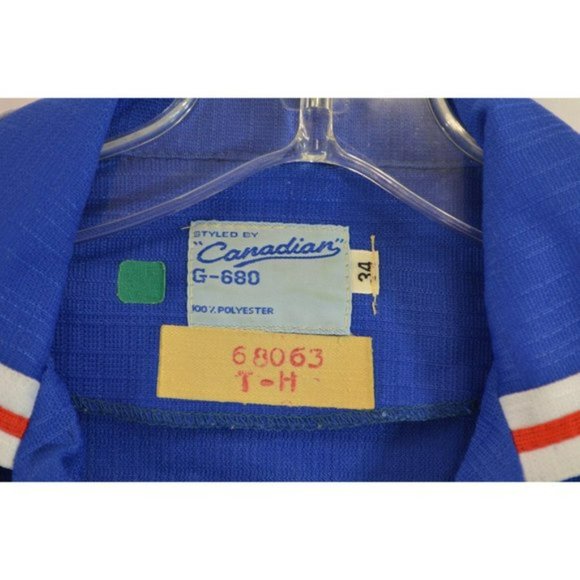 STYLED BY
"Canadian"
G-680
100% POLYESTER
34
68063
T-H